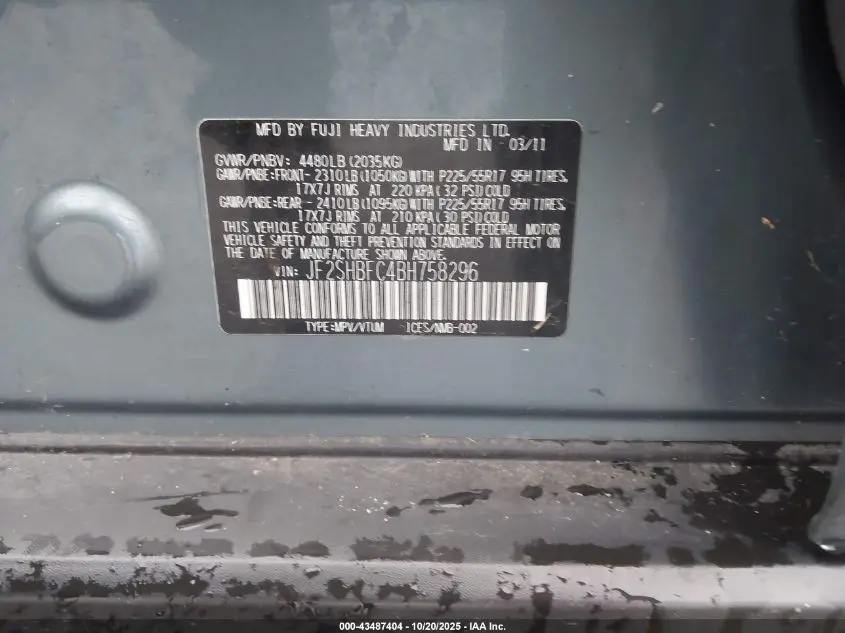 MFD BY FUJI HEAVY INDUSTRIES LTD.
MFD IN 03/11
GVWR/PNBV: 4480LB(2035KG)
GAWR/PNBE:FRONT- 2310LB(1050KG)WITH P225/55R17 95H TIRES,
17X7J RIMS AT 220 KPA(32 PSI)COLD
GAWR/PNBE:REAR - 2410LB(1095KG)WITH P225/55R17 95H TIRES,
17X7J RIMS AT 210 KPA(30 PSI)COLD
THIS VEHICLE CONFORMS TO ALL APPLICABLE FEDERAL MOTOR
VEHICLE SAFETY AND THEFT PREVENTION STANDARDS IN EFFECT ON
THE DATE OF MANUFACTURE SHOWN ABOVE.
VIN: JF2SHBFC4BH758296
TYPE:MPV/VTUM ICES/NMB-002
000-43487404 - 10/20/2025 - IAA Inc.